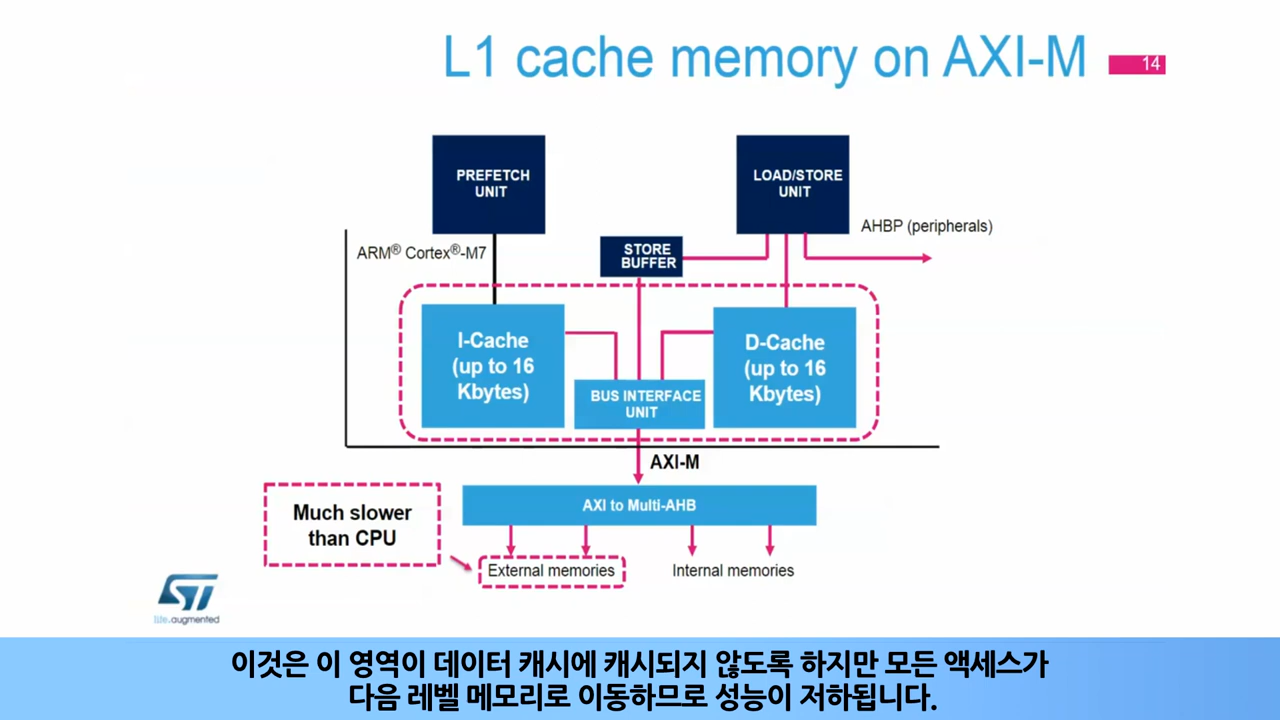 L1 cache memory on AXI-M
14
PREFETCH
UNIT
LOAD/STORE
UNIT
AHBP (peripherals)
ARM® Cortex®-M7
STORE
BUFFER
I-Cache
(up to 16
Kbytes)
D-Cache
(up to 16
Kbytes)
BUS INTERFACE
UNIT
AXI-M
Much slower
than CPU
AXI to Multi-AHB
External memories
Internal memories
ST
life.augmented
이것은 이 영역이 데이터 캐시에 캐시되지 않도록 하지만 모든 액세스가
다음 레벨 메모리로 이동하므로 성능이 저하됩니다.